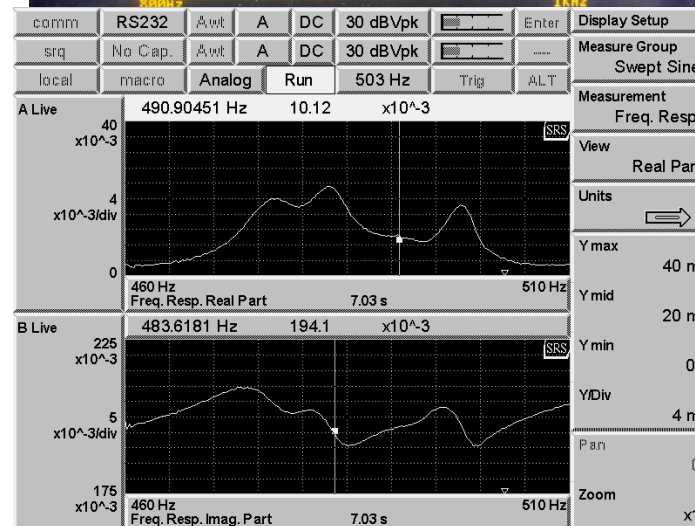 800Hz 1KHz
comm RS232 Awt A DC 30 dBVpk Enter
srq No Cap. Awt A DC 30 dBVpk
local macro Analog Run 503 Hz Trig ALT
A Live 490.90451 Hz 10.12 x10^-3
40
x10^-3
SRS
4
x10^-3/div
0
460 Hz 510 Hz
Freq. Resp. Real Part 7.03 s
B Live 483.6181 Hz 194.1 x10^-3
225
x10^-3
SRS
5
x10^-3/div
175
x10^-3
460 Hz 510 Hz
Freq. Resp. Imag. Part 7.03 s
Display Setup
Measure Group
Swept Sine
Measurement
Freq. Resp
View
Real Par
Units
Y max
40 m
Y mid
20 m
Y min
0
Y/Div
4 m
Pan
Zoom
x